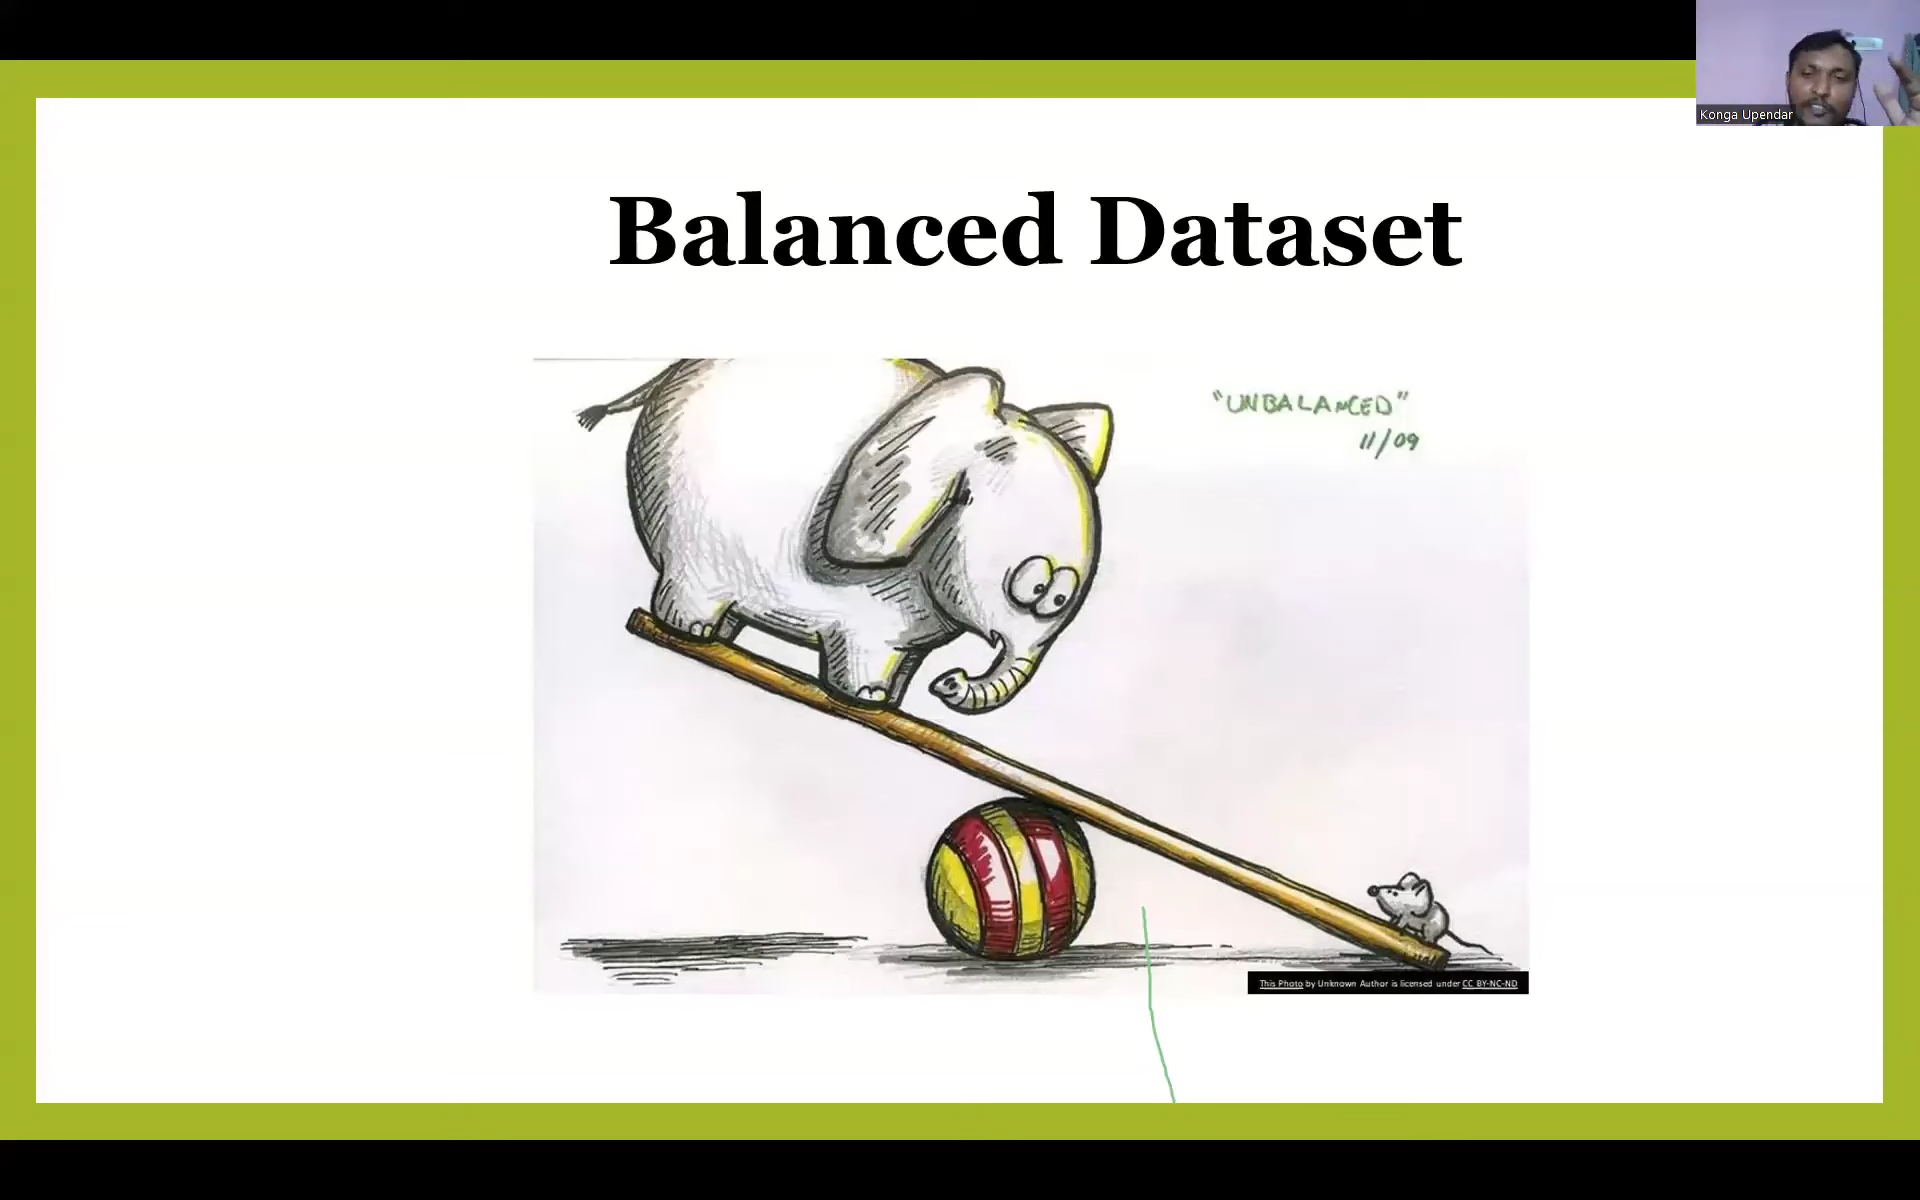 Konga Upendar
Balanced Dataset
"UNBALANCED"
11/09
This Photo by Unknown Author is licensed under CC BY-NC-ND